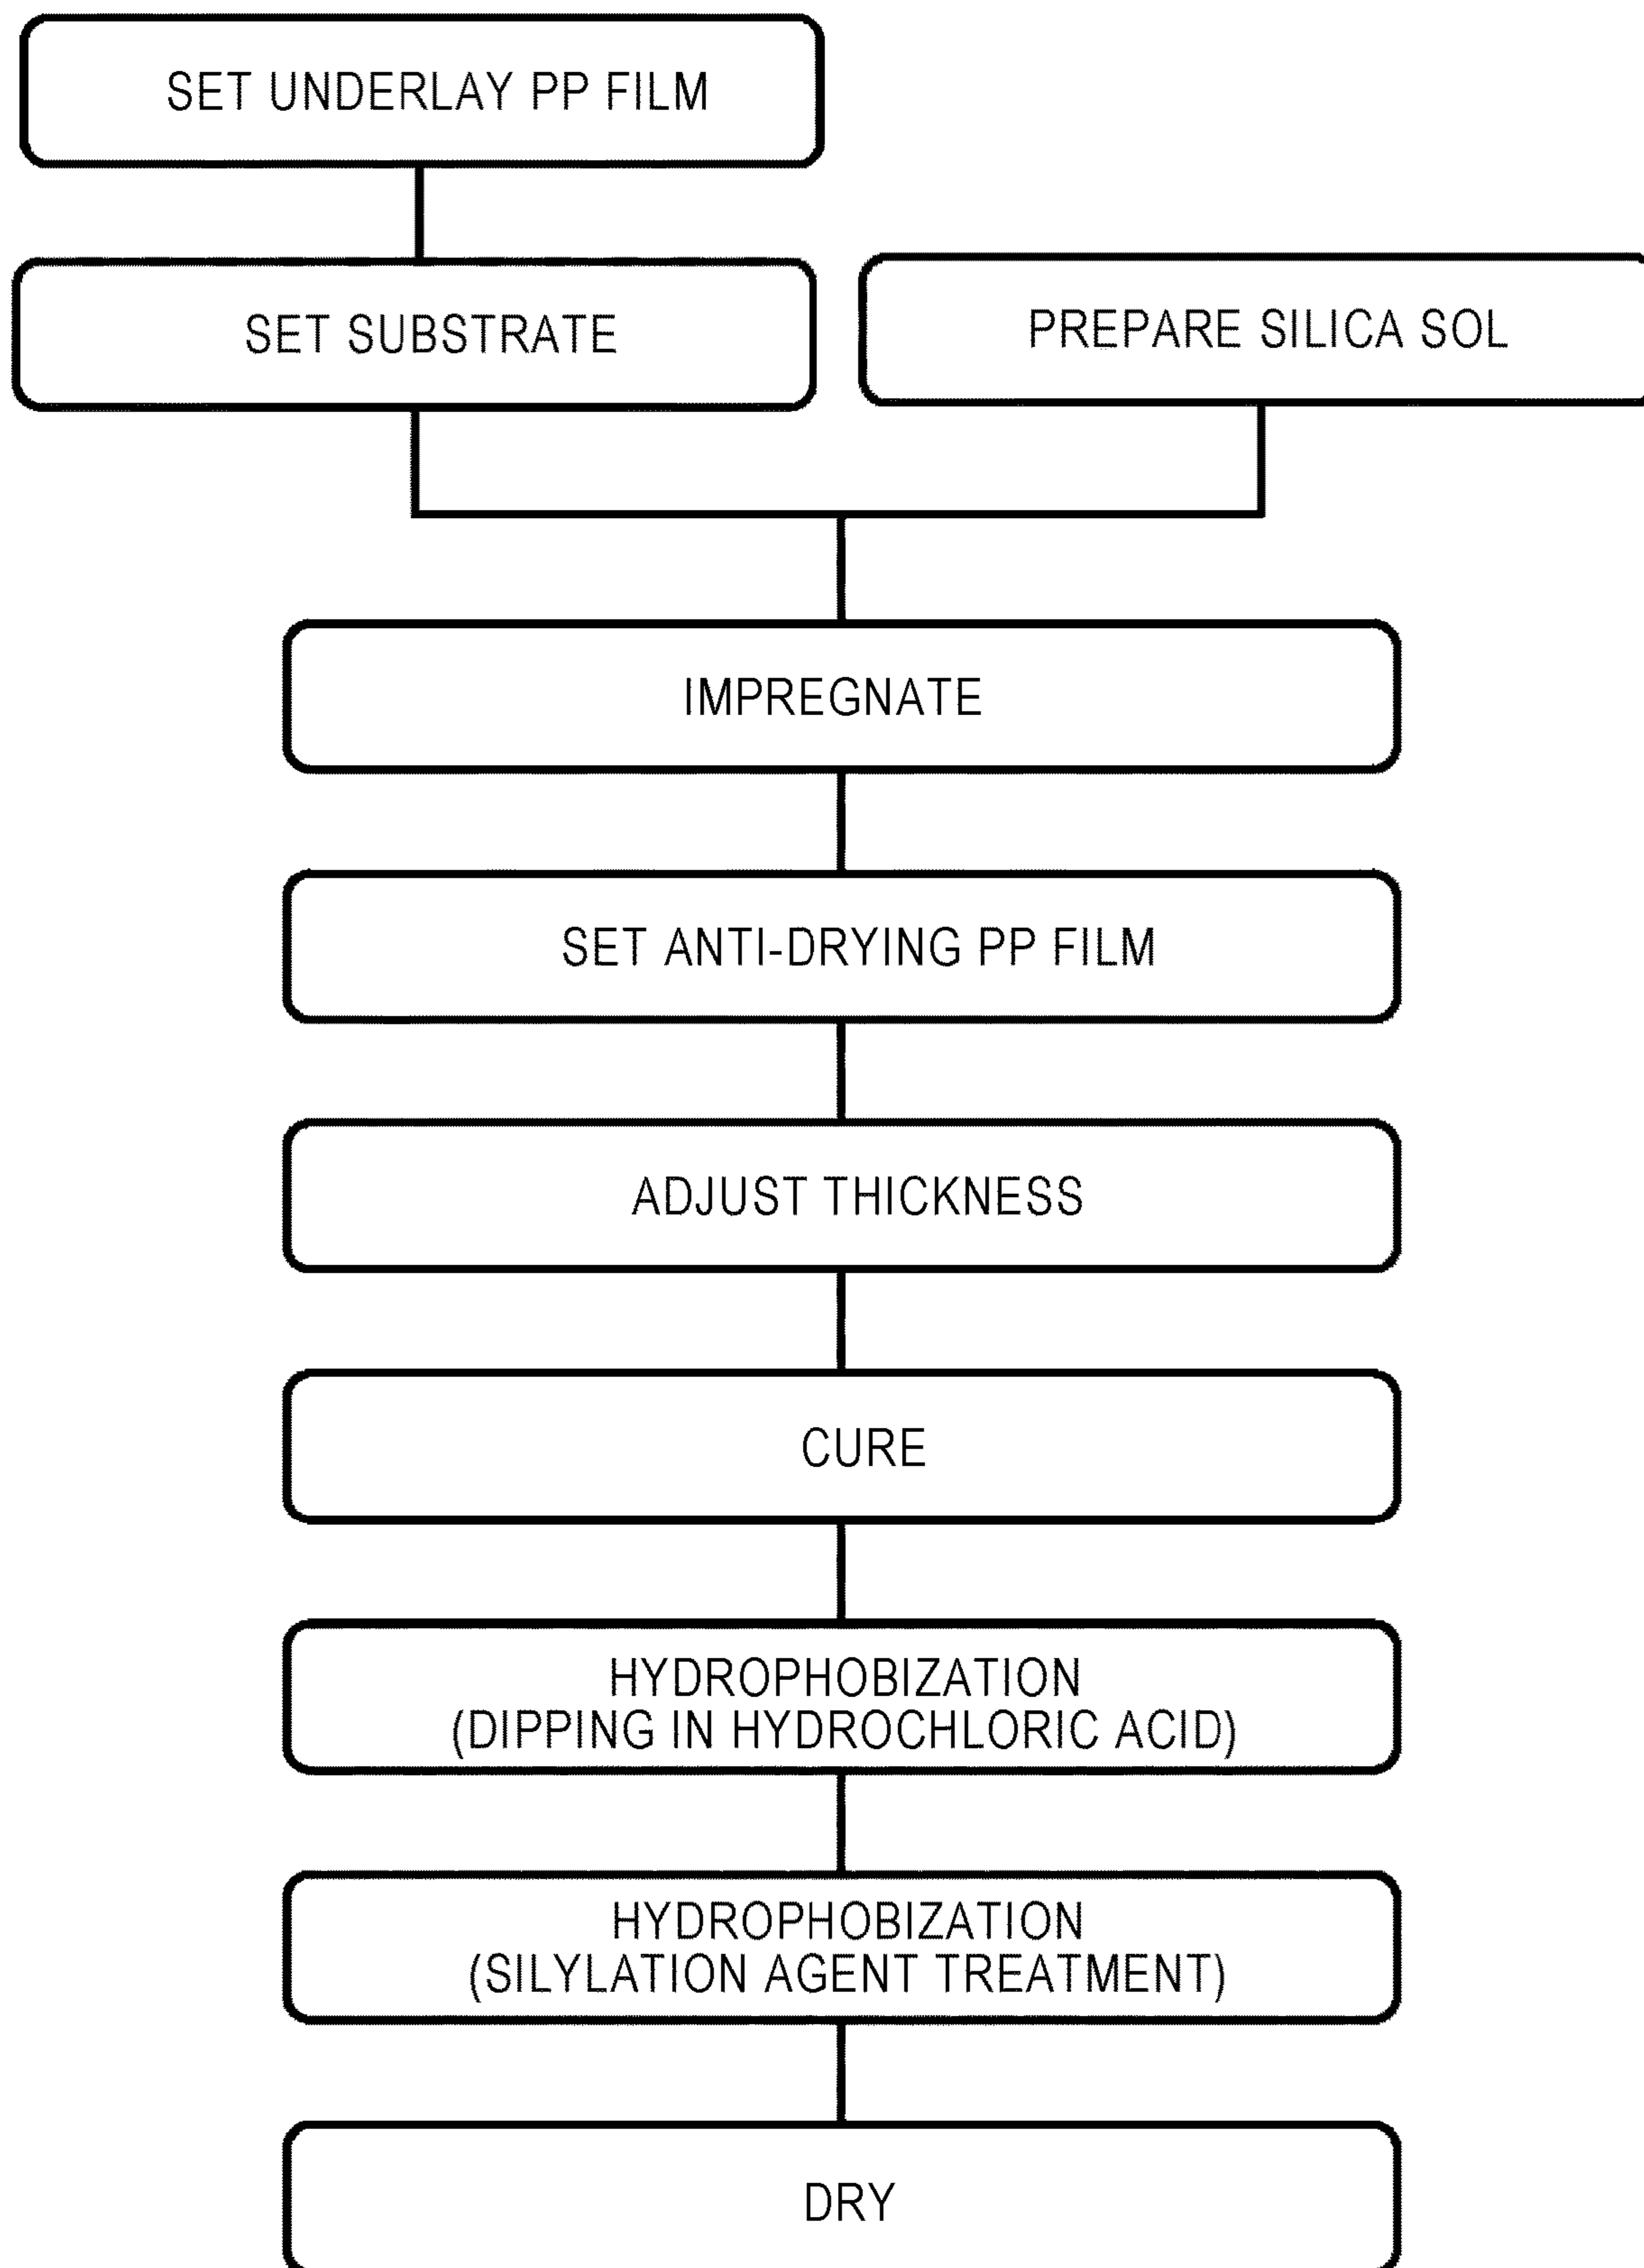 SET UNDERLAY PP FILM
SET SUBSTRATE
PREPARE SILICA SOL
IMPREGNATE
SET ANTI-DRYING PP FILM
ADJUST THICKNESS
CURE
HYDROPHOBIZATION
(DIPPING IN HYDROCHLORIC ACID)
HYDROPHOBIZATION
(SILYLATION AGENT TREATMENT)
DRY